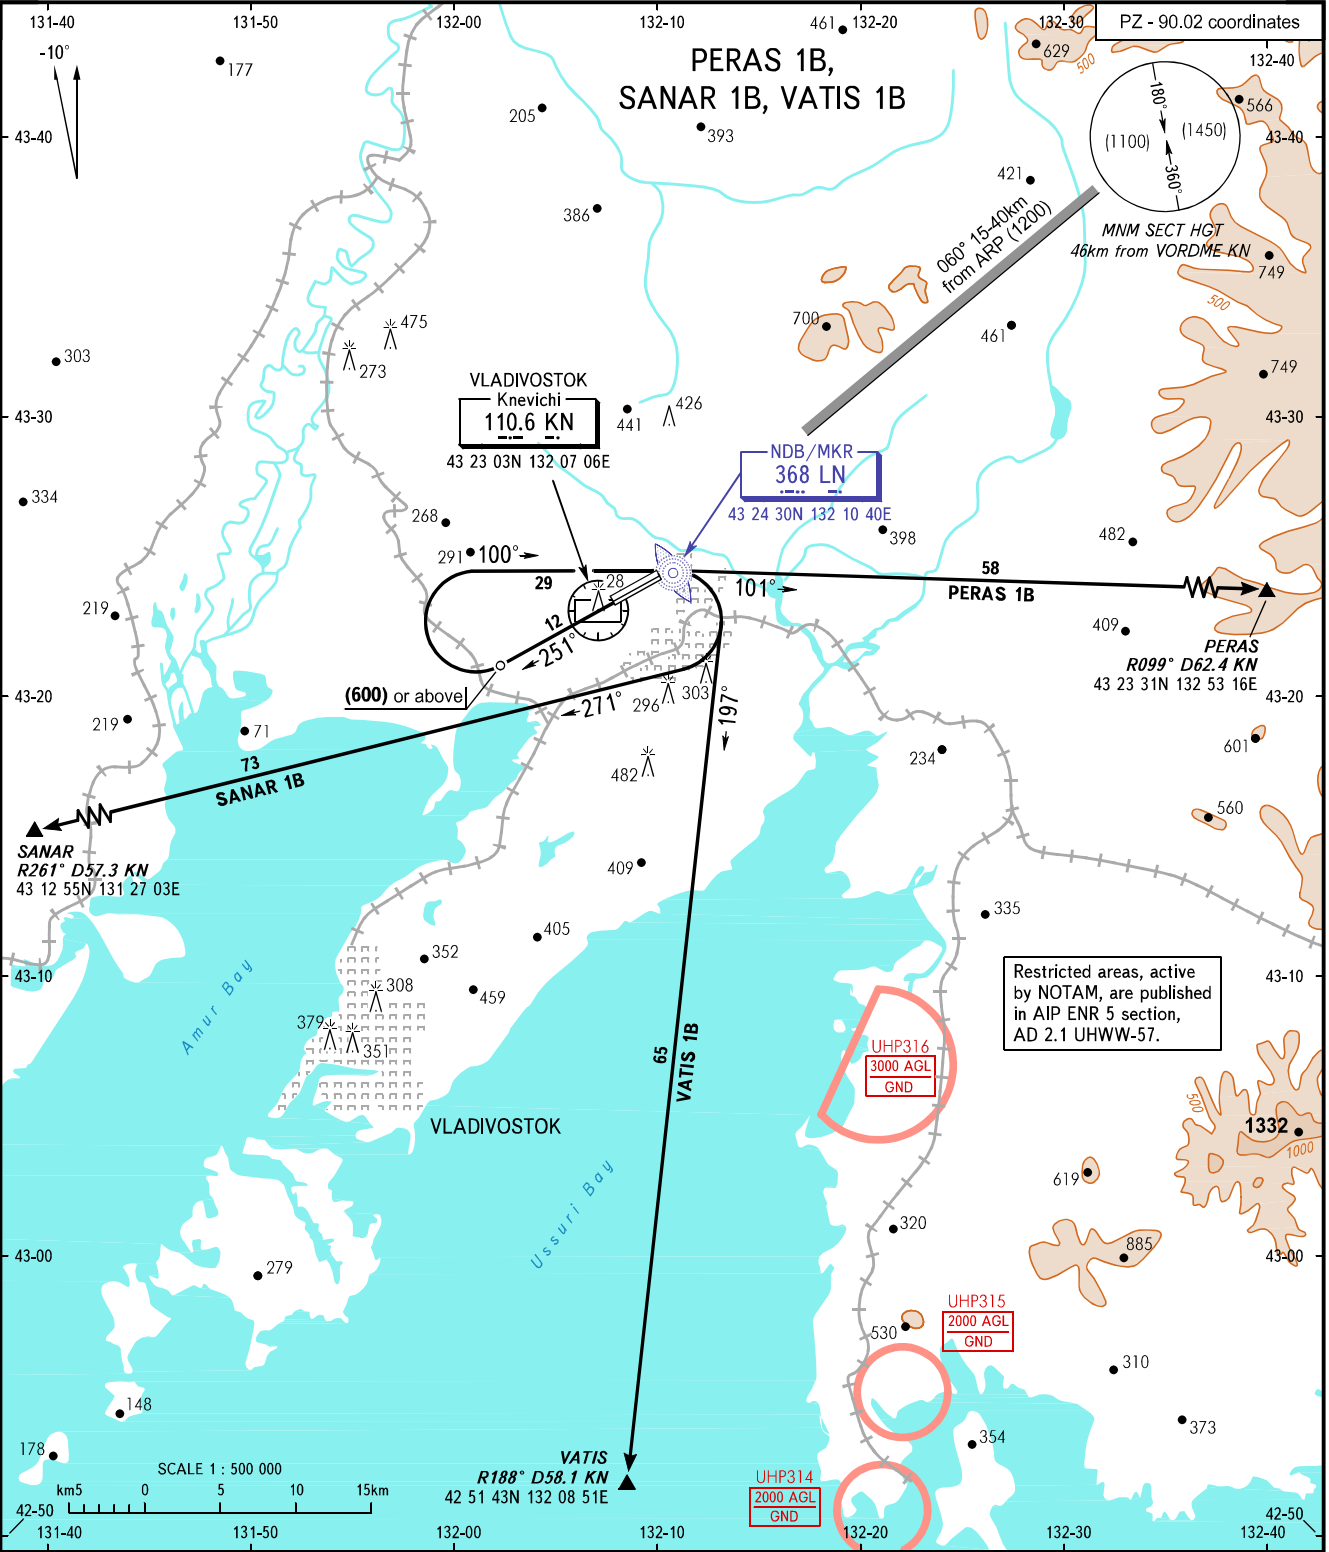 131-40
131-50
132-00
132-10
461
132-20
132-30
PZ - 90.02 coordinates
132-40
-10°
177
PERAS 1B,
SANAR 1B, VATIS 1B
629
500
566
205
393
43-40
43-40
180°
(1100)
(1450)
360°
421
386
060° 15-40km
from ARP (1200)
MNM SECT HGT
46km from VORDME KN
749
500
475
273
303
700
461
749
VLADIVOSTOK
Knevichi
110.6 KN
43 23 03N 132 07 06E
426
441
43-30
43-30
NDB/MKR
368 LN
43 24 30N 132 10 40E
334
268
291
398
482
100°
29
28
101°
58
PERAS 1B
219
12
251°
409
PERAS
R099° D62.4 KN
43 23 31N 132 53 16E
(600) or above
303
296
271°
197°
43-20
43-20
219
71
601
234
482
73
SANAR 1B
560
SANAR
R261° D57.3 KN
43 12 55N 131 27 03E
409
335
405
352
459
308
379
351
43-10
43-10
Amur Bay
Restricted areas, active
by NOTAM, are published
in AIP ENR 5 section,
AD 2.1 UHWW-57.
65
VATIS 1B
UHP316
3000 AGL
GND
500
1332
1000
VLADIVOSTOK
619
Ussuri Bay
320
885
43-00
43-00
279
UHP315
2000 AGL
GND
530
310
148
373
178
354
SCALE 1 : 500 000
km5
0
5
10
15km
VATIS
R188° D58.1 KN
42 51 43N 132 08 51E
UHP314
2000 AGL
GND
42-50
42-50
131-40
131-50
132-00
132-10
132-20
132-30
132-40